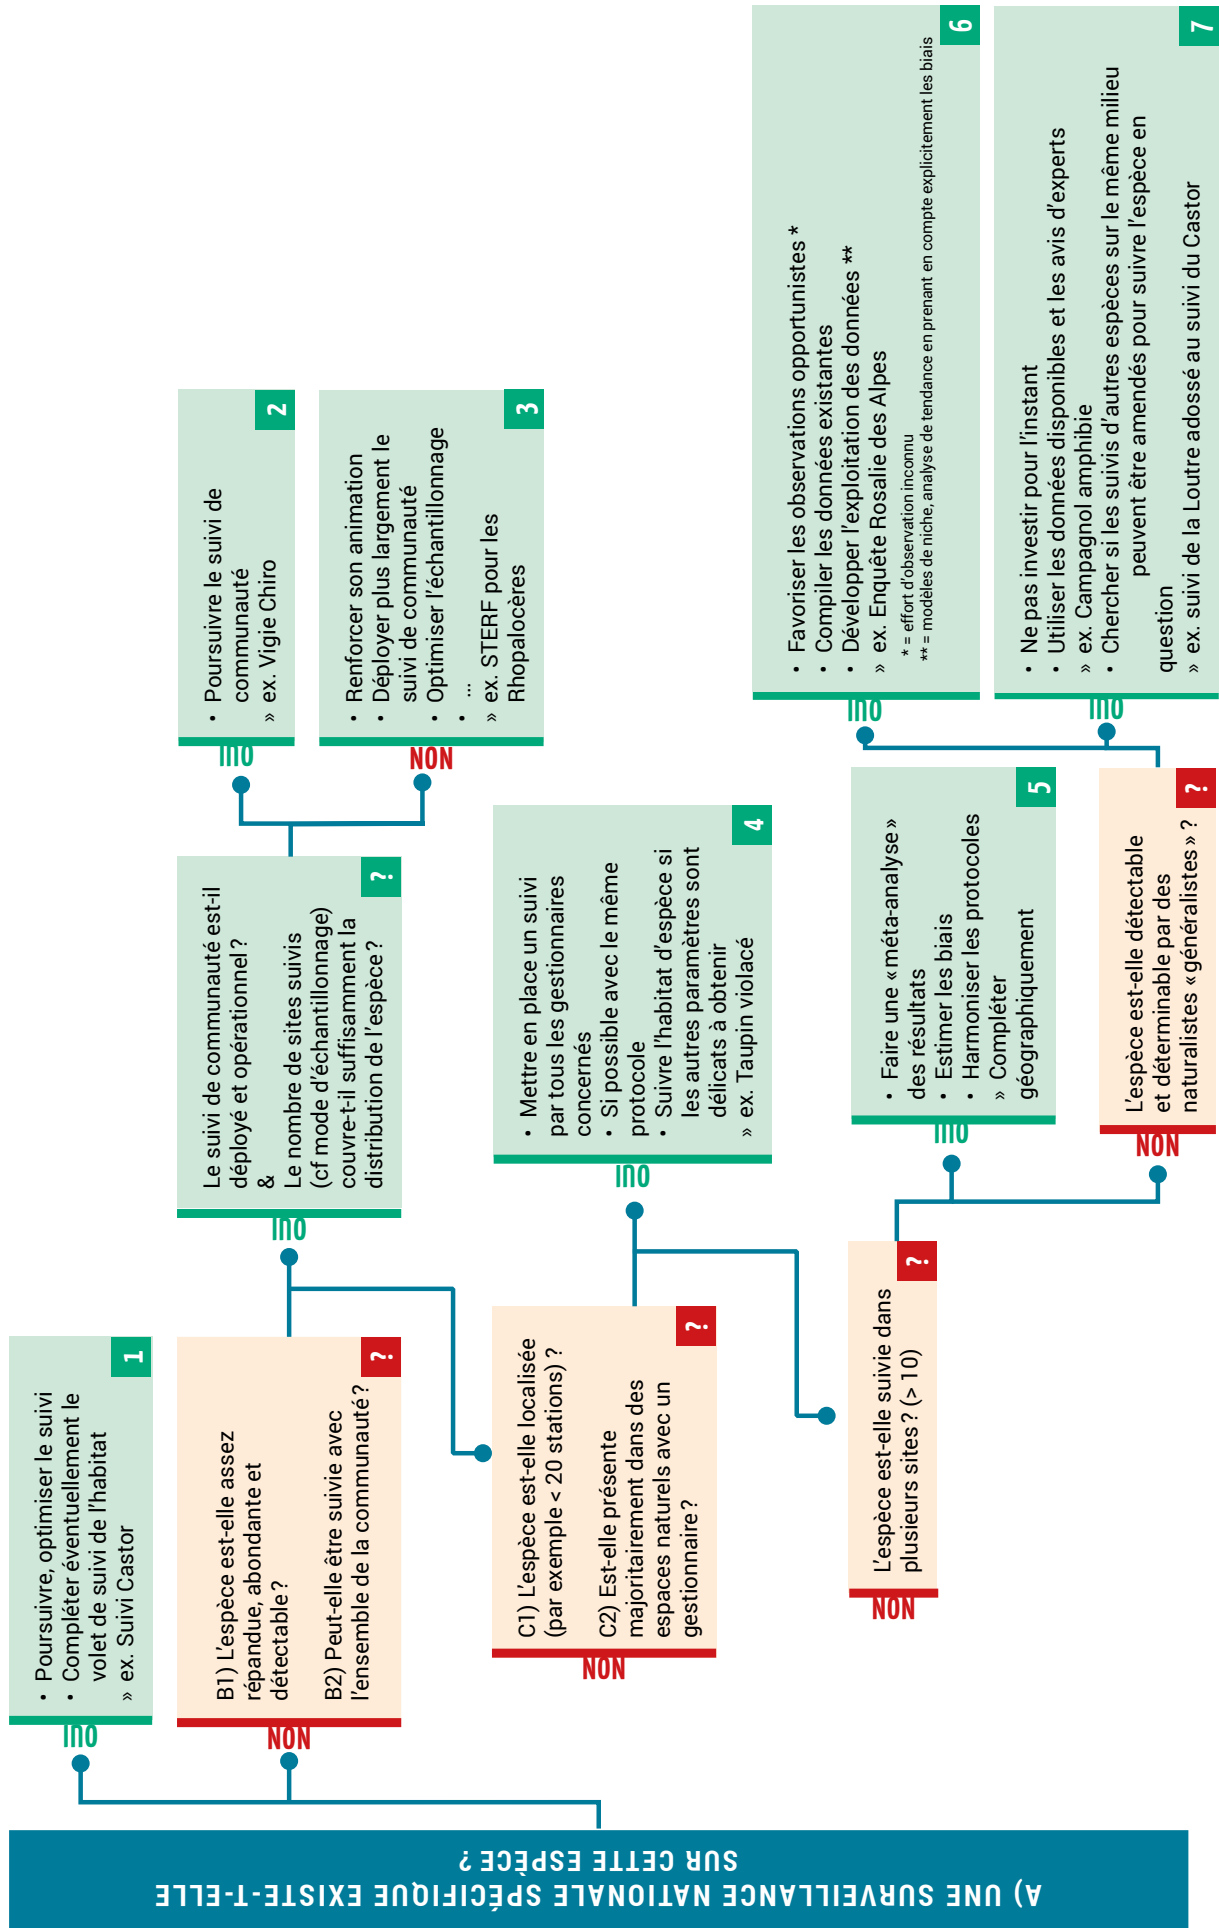 A) UNE SURVEILLANCE NATIONALE SPÉCIFIQUE EXISTE-T-ELLE
SUR CETTE ESPÈCE ?
OUI
• Poursuivre, optimiser le suivi
• Compléter éventuellement le
volet de suivi de l'habitat
» ex. Suivi Castor
1
NON
B1) L'espèce est-elle assez
répandue, abondante et
détectable ?
B2) Peut-elle être suivie avec
l'ensemble de la communauté ?
?
OUI
Le suivi de communauté est-il
déployé et opérationnel ?
&
Le nombre de sites suivis
(cf mode d'échantillonnage)
couvre-t-il suffisamment la
distribution de l'espèce ?
?
OUI
• Poursuivre le suivi de
communauté
» ex. Vigie Chiro
2
NON
• Renforcer son animation
• Déployer plus largement le
suivi de communauté
• Optimiser l'échantillonnage
• ...
» ex. STERF pour les
Rhopalocères
3
NON
C1) L'espèce est-elle localisée
(par exemple < 20 stations) ?
C2) Est-elle présente
majoritairement dans des
espaces naturels avec un
gestionnaire ?
?
OUI
• Mettre en place un suivi
par tous les gestionnaires
concernés
• Si possible avec le même
protocole
• Suivre l'habitat d'espèce si
les autres paramètres sont
délicats à obtenir
» ex. Taupin violacé
4
NON
L'espèce est-elle suivie dans
plusieurs sites ? (> 10)
?
OUI
• Faire une « méta-analyse »
des résultats
• Estimer les biais
• Harmoniser les protocoles
» Compléter
géographiquement
5
NON
L'espèce est-elle détectable
et déterminable par des
naturalistes « généralistes » ?
?
OUI
• Favoriser les observations opportunistes *
• Compiler les données existantes
• Développer l'exploitation des données **
» ex. Enquête Rosalie des Alpes
* = effort d'observation inconnu
** = modèles de niche, analyse de tendance en prenant en compte explicitement les biais
6
OUI
• Ne pas investir pour l'instant
• Utiliser les données disponibles et les avis d'experts
» ex. Campagnol amphibie
• Chercher si les suivis d'autres espèces sur le même milieu
peuvent être amendés pour suivre l'espèce en
question
» ex. suivi de la Loutre adossé au suivi du Castor
7